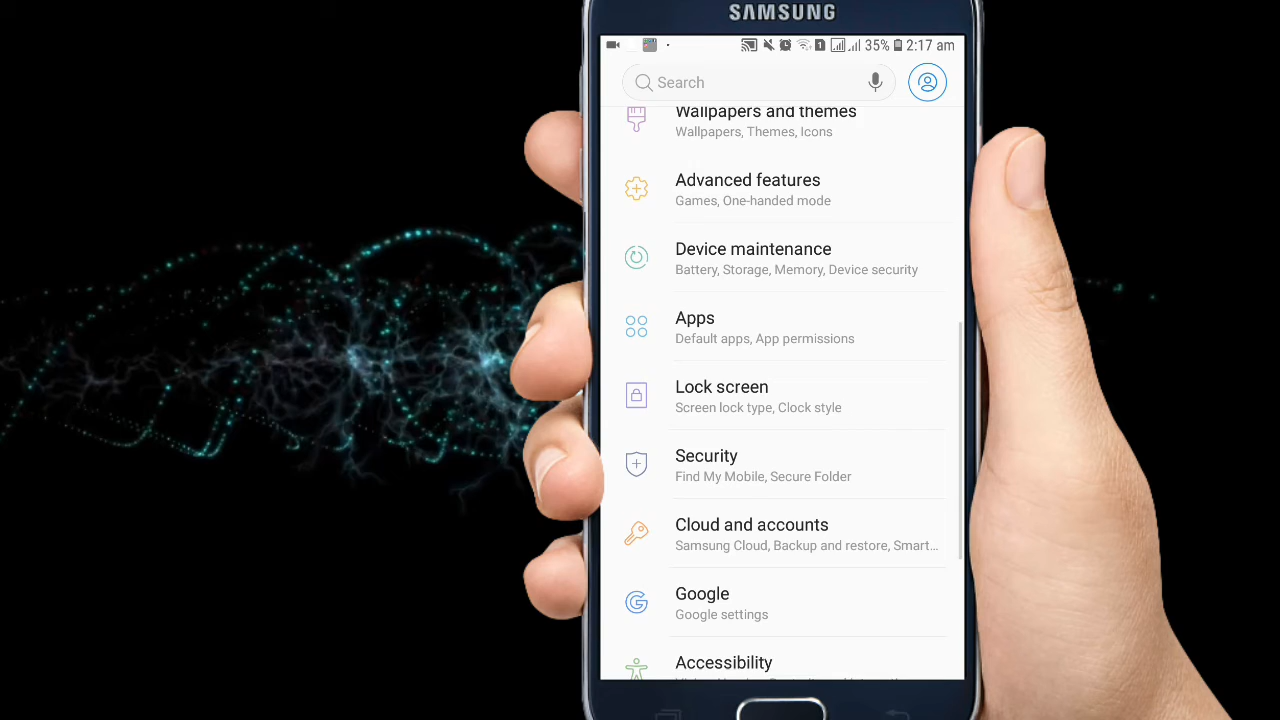 SAMSUNG
1 35% 2:17 am
Search
Wallpapers and themes
Wallpapers, Themes, Icons
Advanced features
Games, One-handed mode
Device maintenance
Battery, Storage, Memory, Device security
Apps
Default apps, App permissions
Lock screen
Screen lock type, Clock style
Security
Find My Mobile, Secure Folder
Cloud and accounts
Samsung Cloud, Backup and restore, Smart...
Google
Google settings
Accessibility